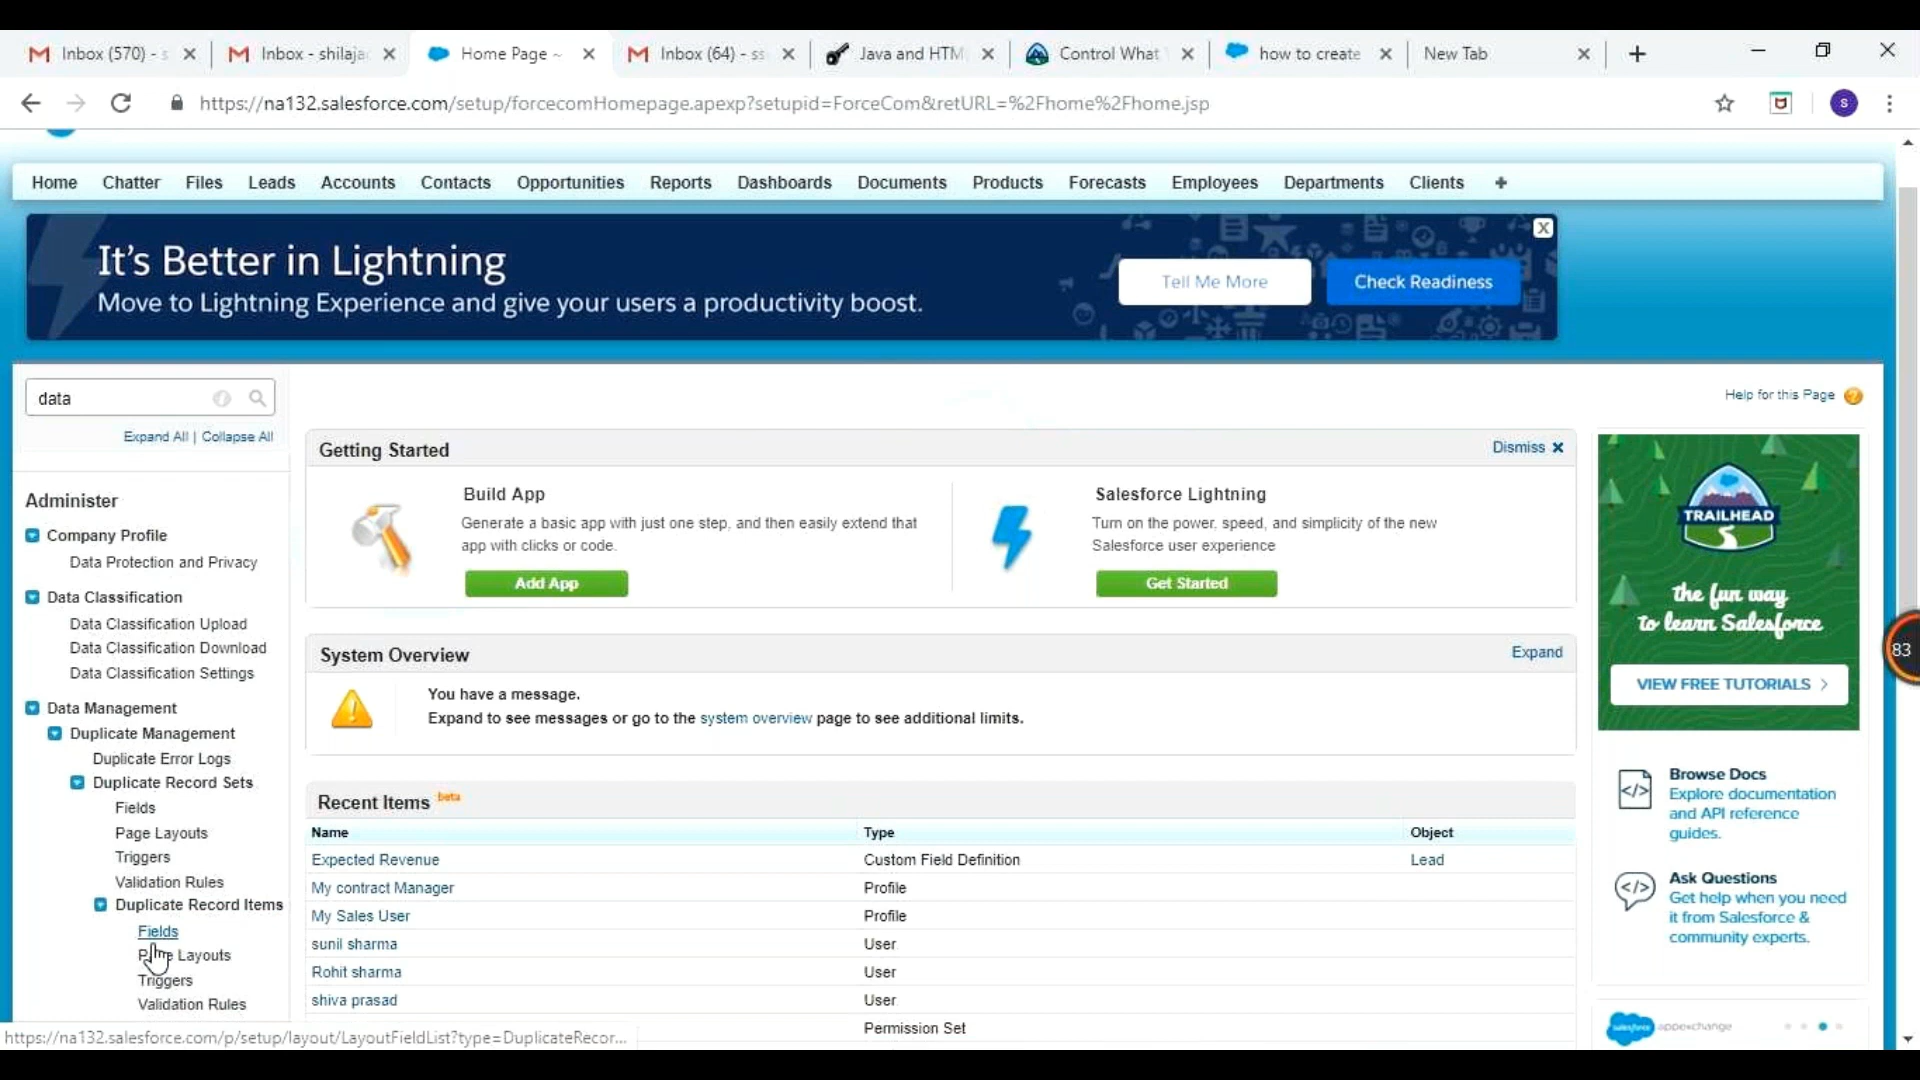 Inbox (570) - s
Inbox - shilaja
Home Page ~
Inbox (64) - ss
Java and HTM
Control What
how to create
New Tab
https://na132.salesforce.com/setup/forcecomHomepage.apexp?setupid=ForceCom&retURL=%2Fhome%2Fhome.jsp
s
Home Chatter Files Leads Accounts Contacts Opportunities Reports Dashboards Documents Products Forecasts Employees Departments Clients +
It's Better in Lightning
Move to Lightning Experience and give your users a productivity boost.
Tell Me More
Check Readiness
X
data
Expand All | Collapse All
Administer
Company Profile
Data Protection and Privacy
Data Classification
Data Classification Upload
Data Classification Download
Data Classification Settings
Data Management
Duplicate Management
Duplicate Error Logs
Duplicate Record Sets
Fields
Page Layouts
Triggers
Validation Rules
Duplicate Record Items
Fields
Layouts
Triggers
Validation Rules
https://na132.salesforce.com/p/setup/layout/LayoutFieldList?type=DuplicateRecor...
Help for this Page
Getting Started
Dismiss
Build App
Generate a basic app with just one step, and then easily extend that
app with clicks or code.
Add App
Salesforce Lightning
Turn on the power, speed, and simplicity of the new
Salesforce user experience
Get Started
System Overview
Expand
You have a message.
Expand to see messages or go to the system overview page to see additional limits.
Recent Items beta
Name Type Object
Expected Revenue Custom Field Definition Lead
My contract Manager Profile
My Sales User Profile
sunil sharma User
Rohit sharma User
shiva prasad User
Permission Set
TRAILHEAD
the fun way
to learn Salesforce
VIEW FREE TUTORIALS >
83
Browse Docs
Explore documentation
and API reference
guides.
Ask Questions
Get help when you need
it from Salesforce &
community experts.
salesforce appexchange